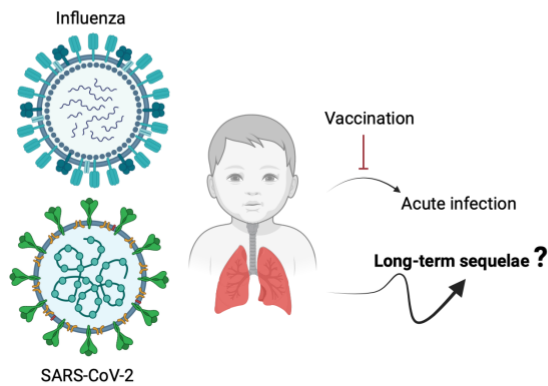 Influenza
Vaccination
Acute infection
Long-term sequelae ?
SARS-CoV-2